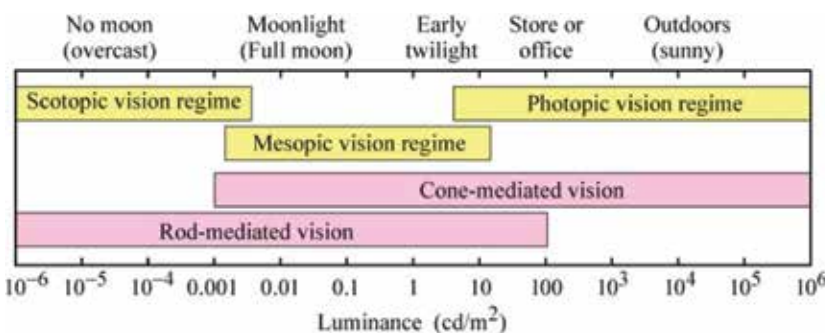 No moon Moonlight Early Store or Outdoors
(overcast) (Full moon) twilight office (sunny)
Scotopic vision regime Photopic vision regime
Mesopic vision regime
Cone-mediated vision
Rod-mediated vision
10⁻⁶ 10⁻⁵ 10⁻⁴ 0.001 0.01 0.1 1 10 100 10³ 10⁴ 10⁵ 10⁶
Luminance (cd/m²)